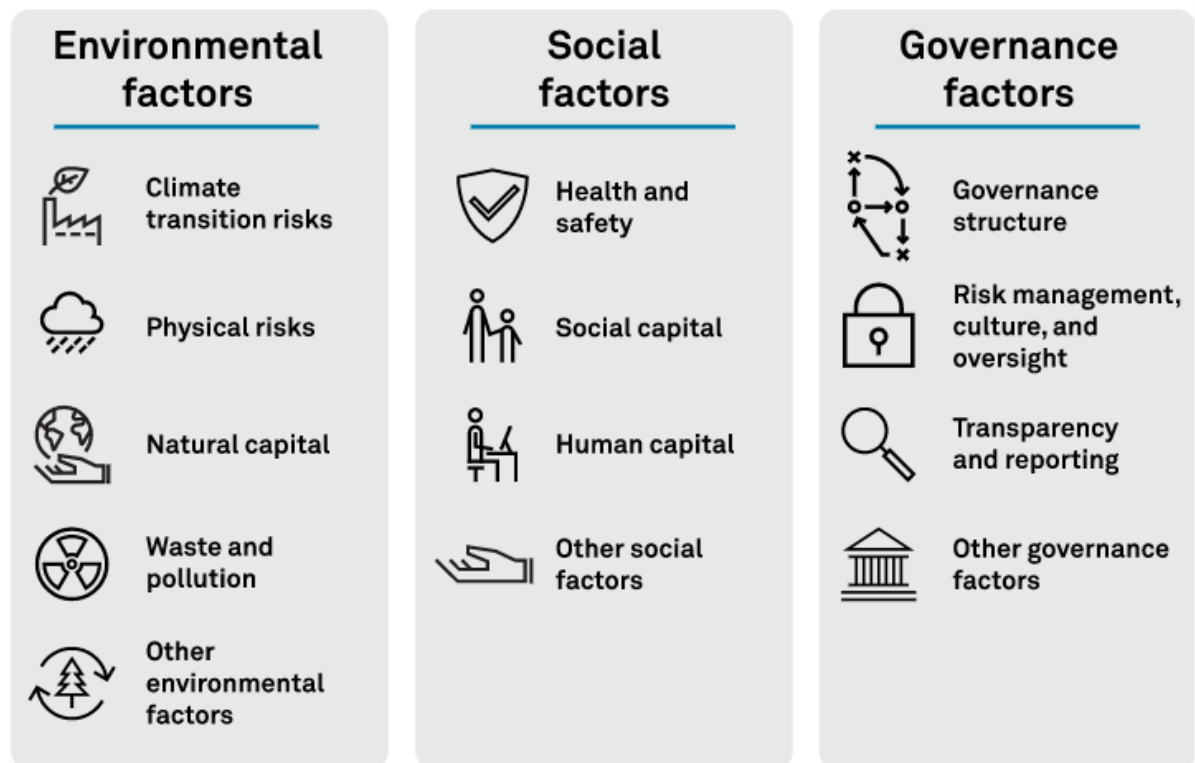 Environmental
factors
Climate
transition risks
Physical risks
Natural capital
Waste and
pollution
Other
environmental
factors
Social
factors
Health and
safety
Social capital
Human capital
Other social
factors
Governance
factors
Governance
structure
Risk management,
culture, and
oversight
Transparency
and reporting
Other governance
factors